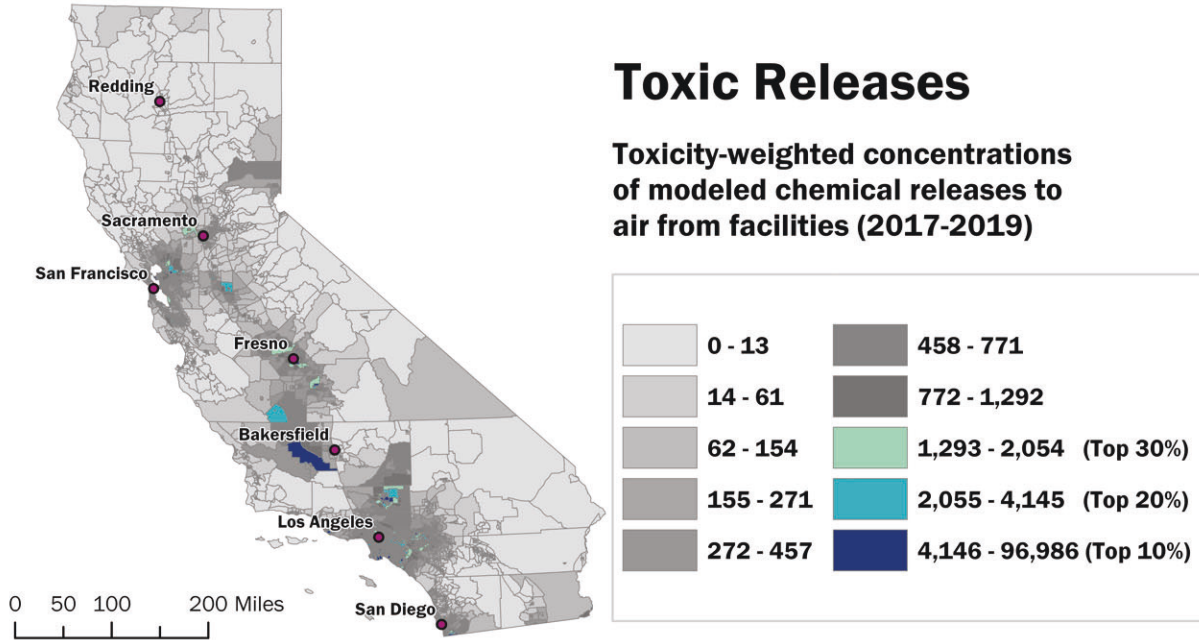 Redding
Sacramento
San Francisco
Fresno
Bakersfield
Los Angeles
San Diego
0 50 100 200 Miles
Toxic Releases
Toxicity-weighted concentrations
of modeled chemical releases to
air from facilities (2017-2019)
0 - 13
14 - 61
62 - 154
155 - 271
272 - 457
458 - 771
772 - 1,292
1,293 - 2,054 (Top 30%)
2,055 - 4,145 (Top 20%)
4,146 - 96,986 (Top 10%)